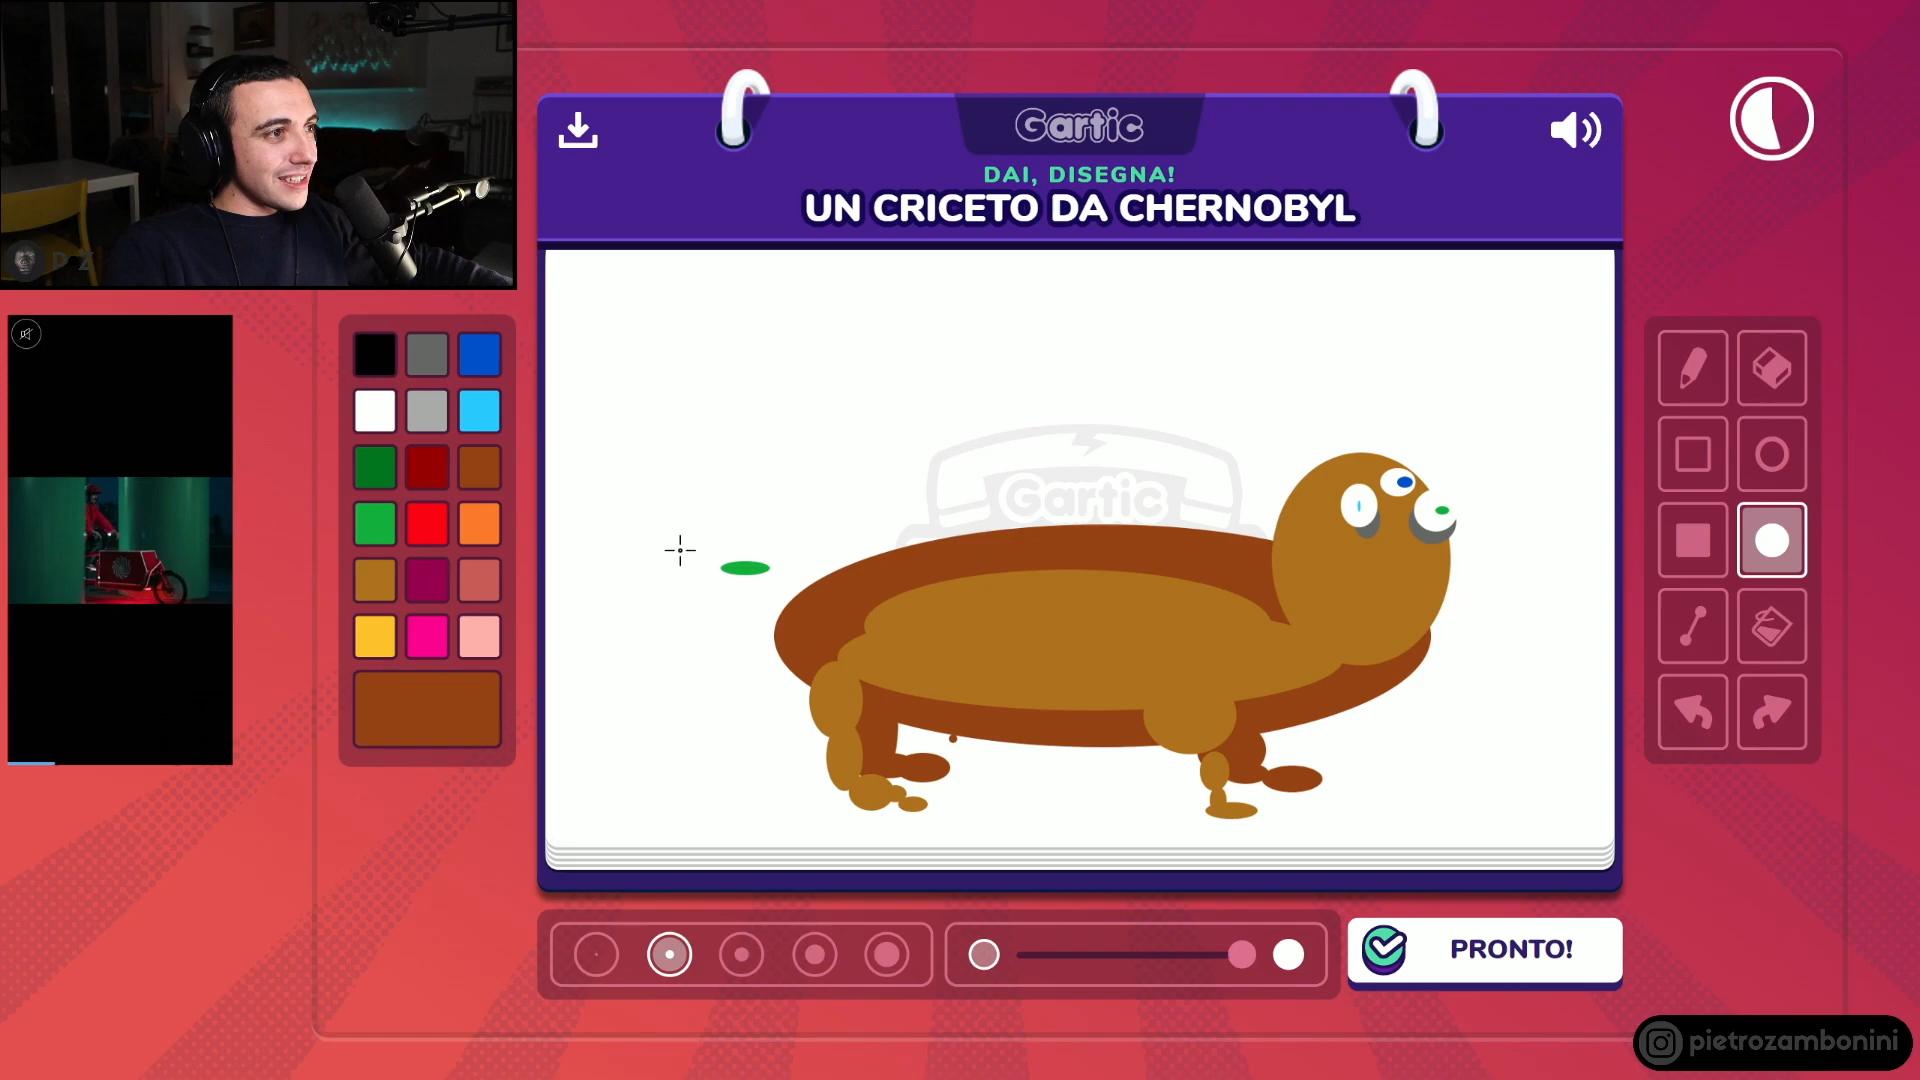 Gartic
DAI, DISEGNA!
UN CRICETO DA CHERNOBYL
Gartic
PRONTO!
pietrozambonini